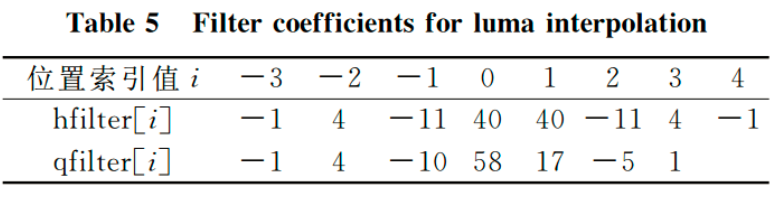 Table 5 Filter coefficients for luma interpolation
位置索引值 i −3 −2 −1 0 1 2 3 4
hfilter[i] −1 4 −11 40 40 −11 4 −1
qfilter[i] −1 4 −10 58 17 −5 1